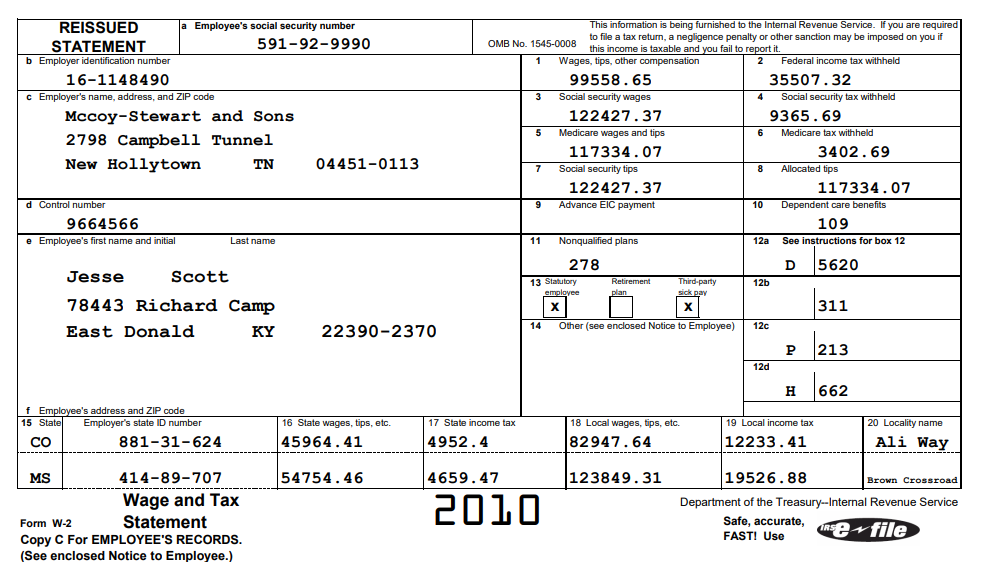 REISSUED STATEMENT
a Employee's social security number
591-92-9990
OMB No. 1545-0008
This information is being furnished to the Internal Revenue Service. If you are required
to file a tax return, a negligence penalty or other sanction may be imposed on you if
this income is taxable and you fail to report it.
b Employer identification number
16-1148490
1 Wages, tips, other compensation
99558.65
2 Federal income tax withheld
35507.32
c Employer's name, address, and ZIP code
Mccoy-Stewart and Sons
2798 Campbell Tunnel
New Hollytown TN 04451-0113
3 Social security wages
122427.37
4 Social security tax withheld
9365.69
5 Medicare wages and tips
117334.07
6 Medicare tax withheld
3402.69
7 Social security tips
122427.37
8 Allocated tips
117334.07
d Control number
9664566
9 Advance EIC payment
10 Dependent care benefits
109
e Employee's first name and initial Last name
Jesse Scott
78443 Richard Camp
East Donald KY 22390-2370
11 Nonqualified plans
278
12a See instructions for box 12
D 5620
13 Statutory employee
x
Retirement plan
Third-party sick pay
x
12b
311
14 Other (see enclosed Notice to Employee)
12c
P 213
12d
H 662
f Employee's address and ZIP code
15 State Employer's state ID number 16 State wages, tips, etc. 17 State income tax 18 Local wages, tips, etc. 19 Local income tax 20 Locality name
CO 881-31-624 45964.41 4952.4 82947.64 12233.41 Ali Way
MS 414-89-707 54754.46 4659.47 123849.31 19526.88 Brown Crossroad
Form W-2 Wage and Tax Statement
2010
Department of the Treasury--Internal Revenue Service
Copy C For EMPLOYEE'S RECORDS.
(See enclosed Notice to Employee.)
Safe, accurate,
FAST! Use
IRS e file